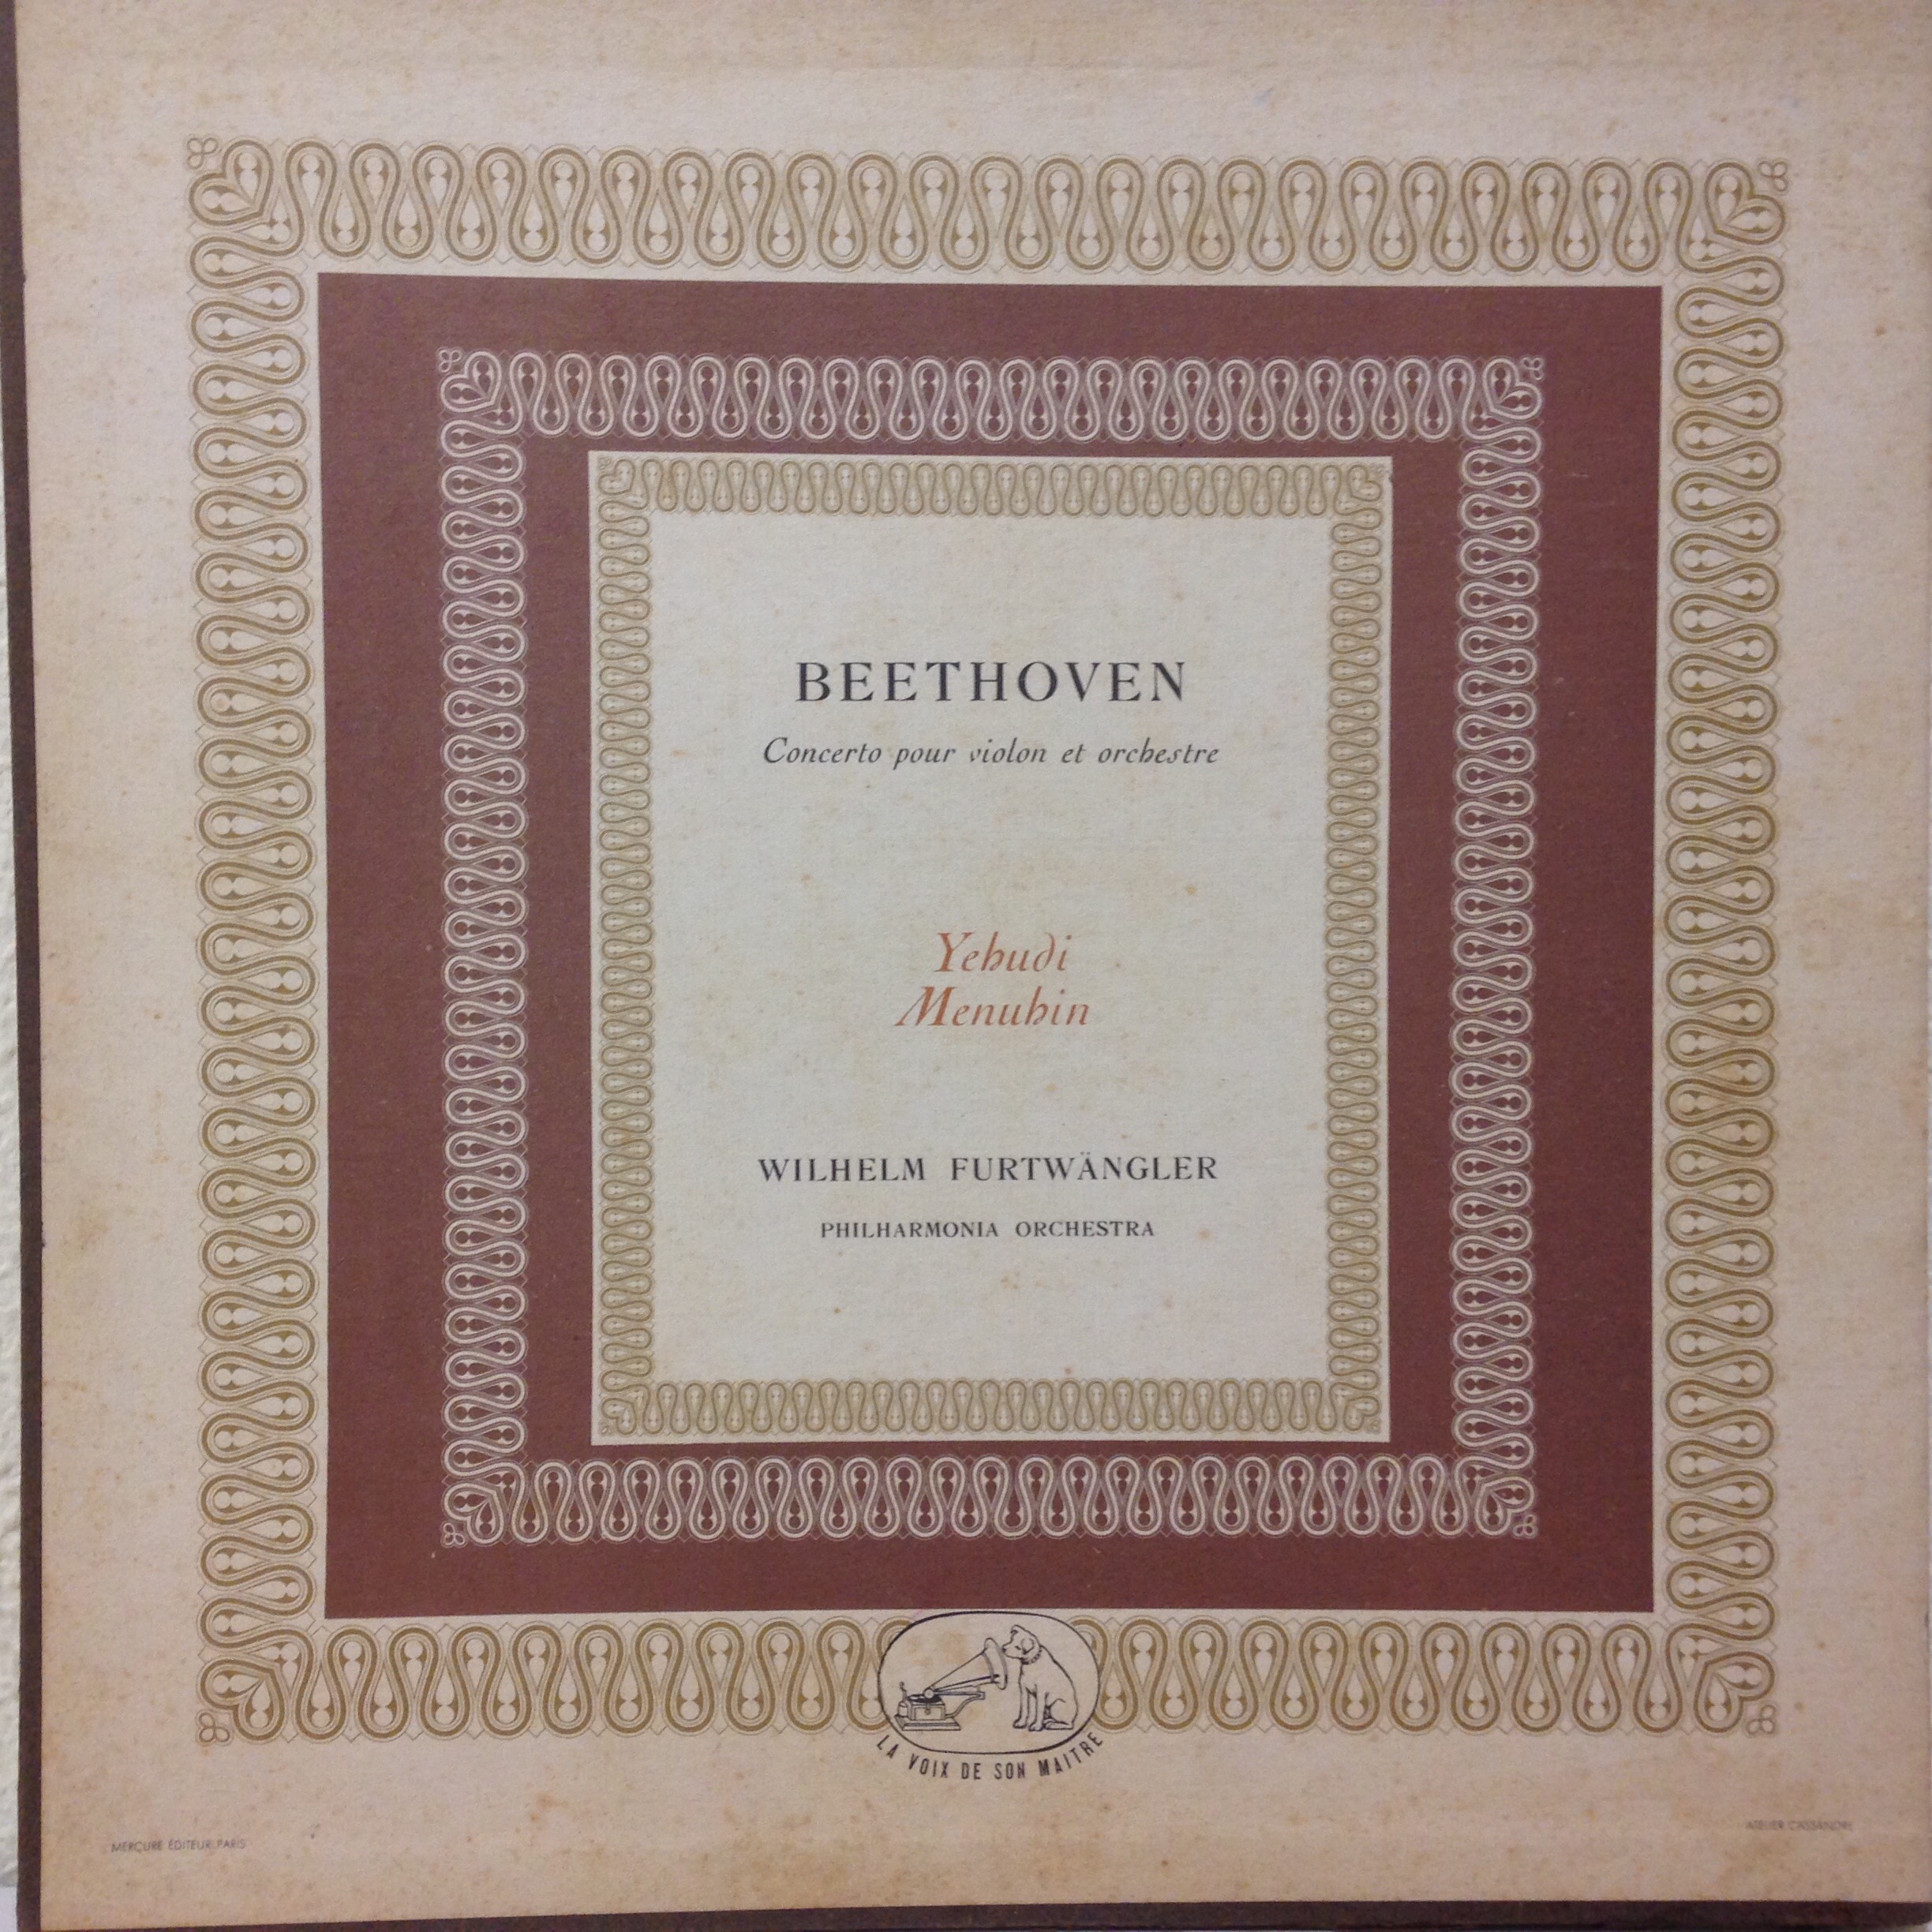 BEETHOVEN
Concerto pour violon et orchestre
Yehudi
Menuhin
WILHELM FURTWÄNGLER
PHILHARMONIA ORCHESTRA
LA VOIX DE SON MAITRE
MERCURE ÉDITEUR PARIS
ATELIER CASSANDRE